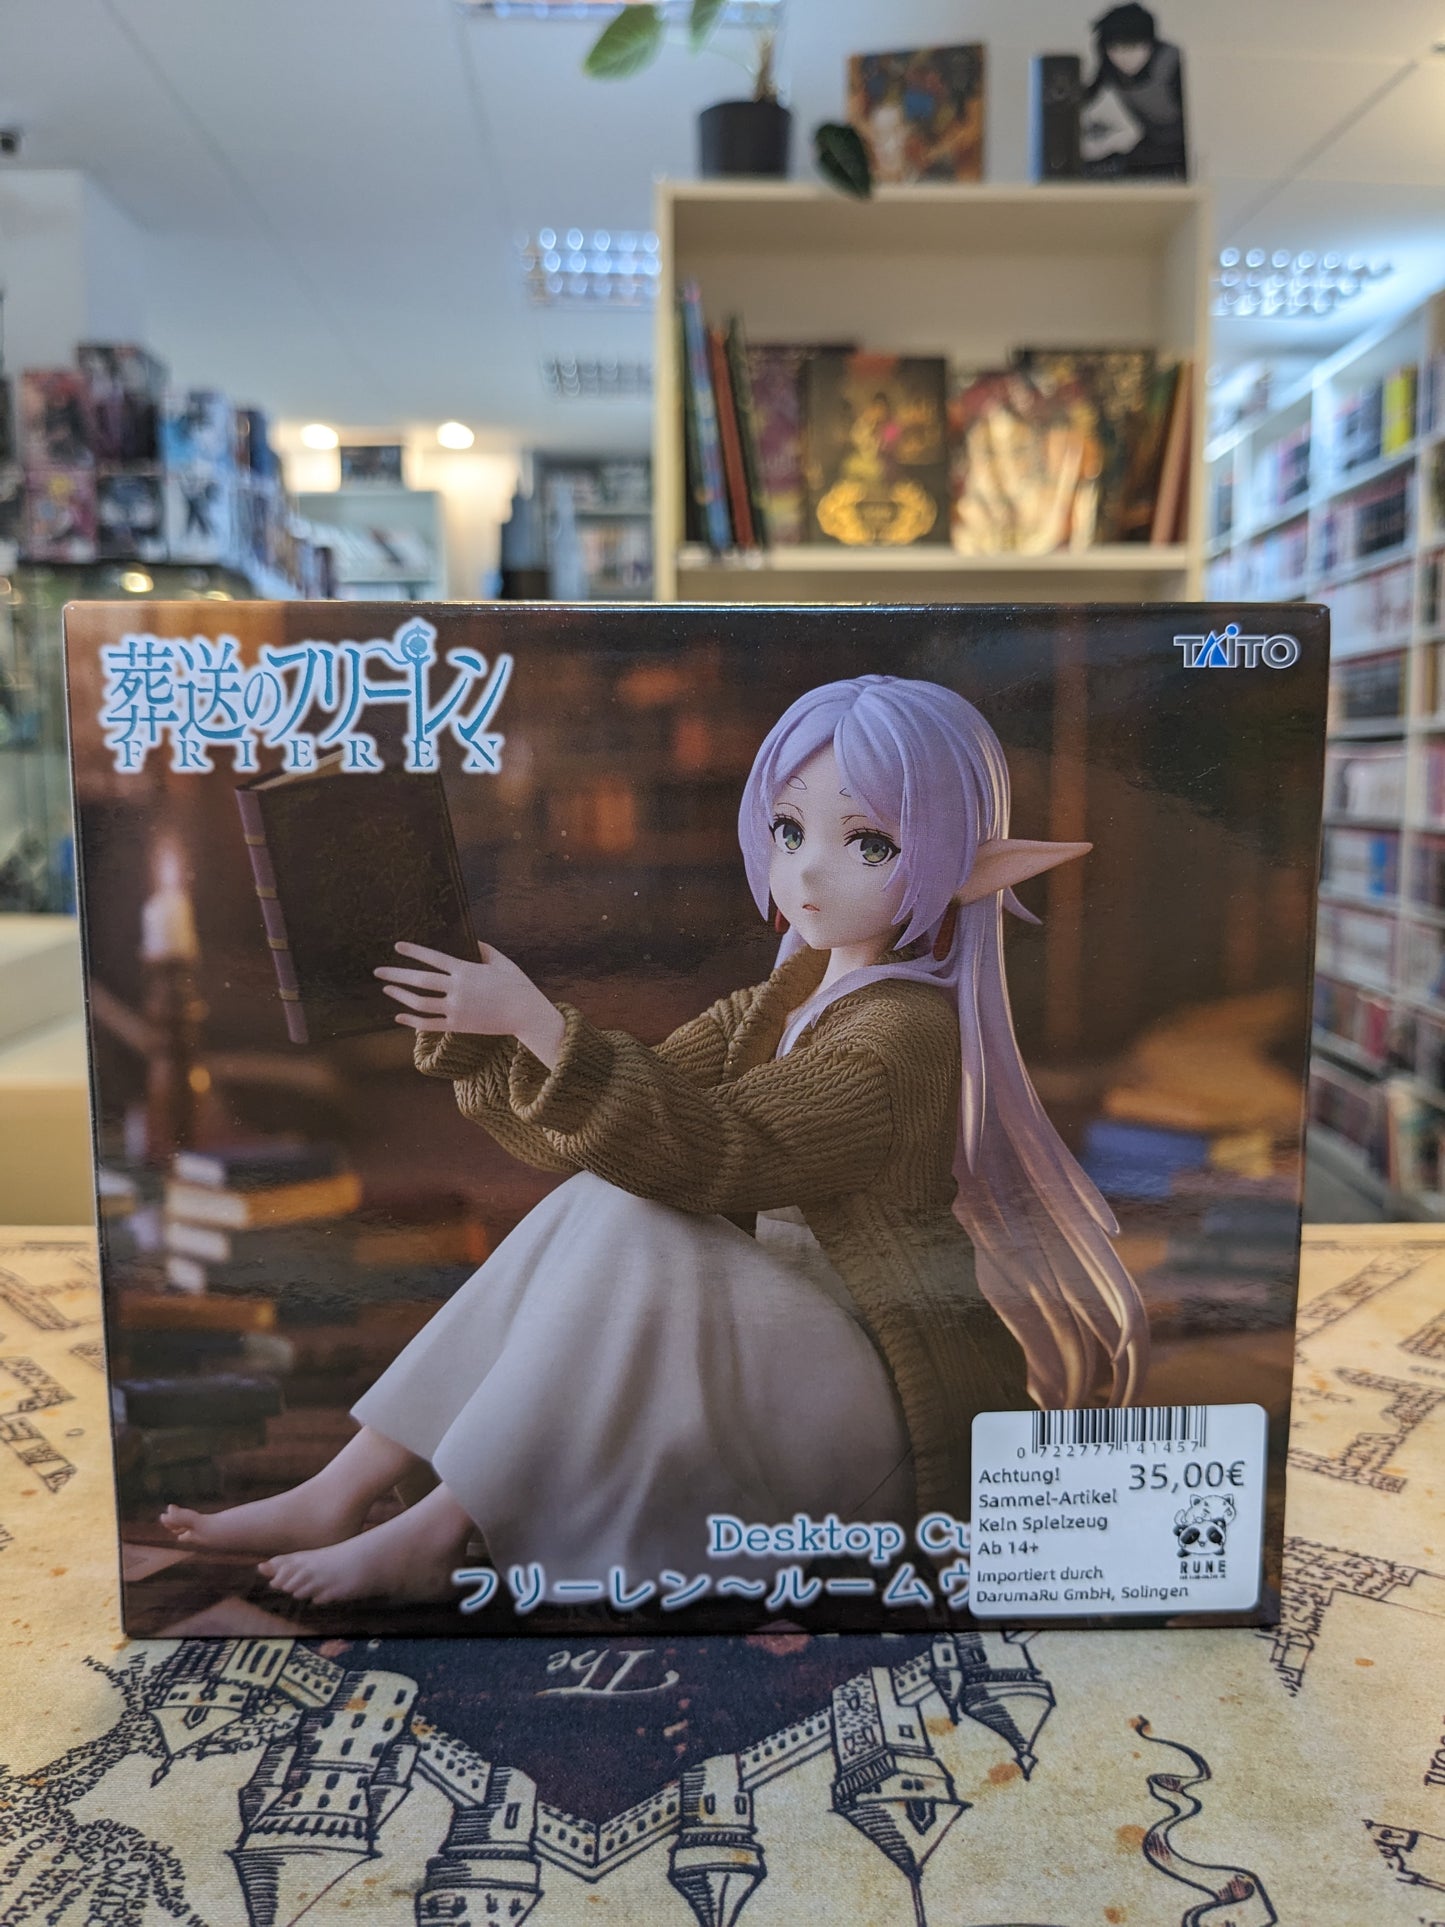 葬送のフリーレン
FRIEREN
TAITO
0 722777 141457
Achtung!
35,00€
Sammel-Artikel
Kein Spielzeug
Ab 14+
RUNE
Importiert durch
DarumaRu GmbH, Solingen
Desktop Cu
フリーレン～ルームウ
The